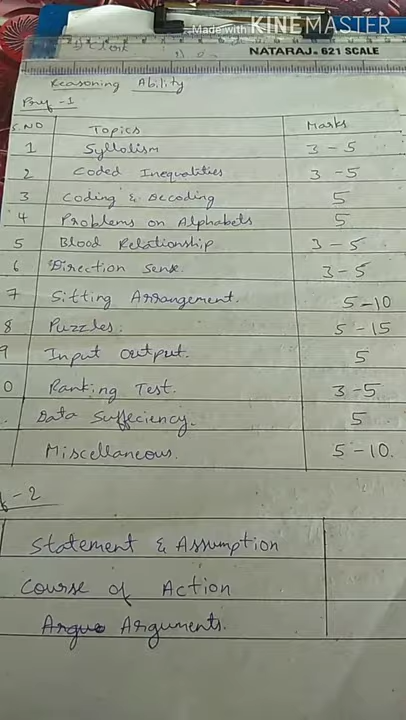 Made with KINEMASTER
NATARAJ 621 SCALE
Reasoning Ability
S.NO Topics Marks
1 Syllolism 3-5
2 Coded Inequalities 3-5
3 Coding & Decoding 5
4 Problems on Alphabets 5
5 Blood Relationship 3-5
6 Direction Sense. 3-5
7 Sitting Arrangement. 5-10
8 Puzzles. 5-15
9 Input Output. 5
0 Ranking Test. 3-5
. Data Suffeciency. 5
Miscellaneous. 5-10.
-2
Statement & Assumption
Course of Action
Arguments.